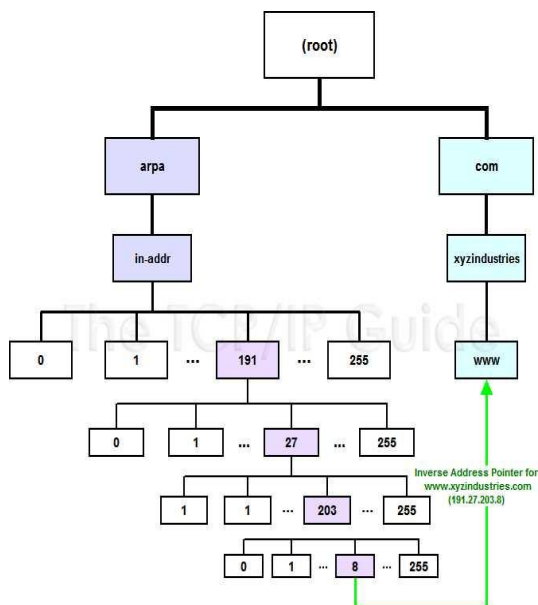 (root)
arpa
com
in-addr
xyzindustries
The TCP/IP Guide
0 1 ... 191 ... 255
www
0 1 ... 27 ... 255
Inverse Address Pointer for
www.xyzindustries.com
(191.27.203.8)
1 1 ... 203 ... 255
0 1 ... 8 ... 255